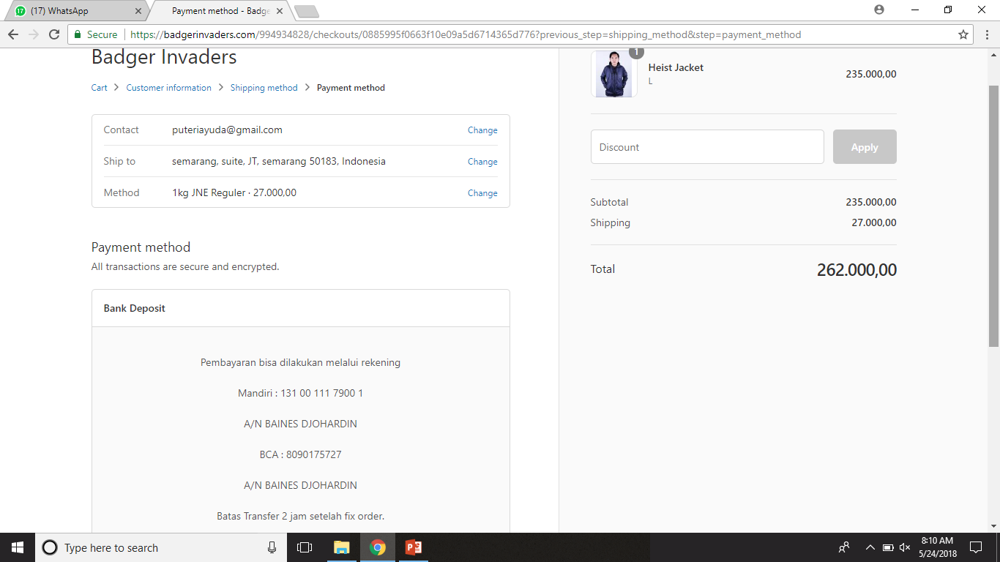 (17) WhatsApp
Payment method - Badge
Secure
https://badgerinvaders.com/994934828/checkouts/0885995f0663f10e09a5d6714365d776?previous_step=shipping_method&step=payment_method
Badger Invaders
Cart > Customer information > Shipping method > Payment method
Contact puteriayuda@gmail.com Change
Ship to semarang, suite, JT, semarang 50183, Indonesia Change
Method 1kg JNE Reguler · 27.000,00 Change
Payment method
All transactions are secure and encrypted.
Bank Deposit
Pembayaran bisa dilakukan melalui rekening
Mandiri : 131 00 111 7900 1
A/N BAINES DJOHARDIN
BCA : 8090175727
A/N BAINES DJOHARDIN
Batas Transfer 2 jam setelah fix order.
1
Heist Jacket 235.000,00
L
Discount Apply
Subtotal 235.000,00
Shipping 27.000,00
Total 262.000,00
Type here to search
8:10 AM
5/24/2018